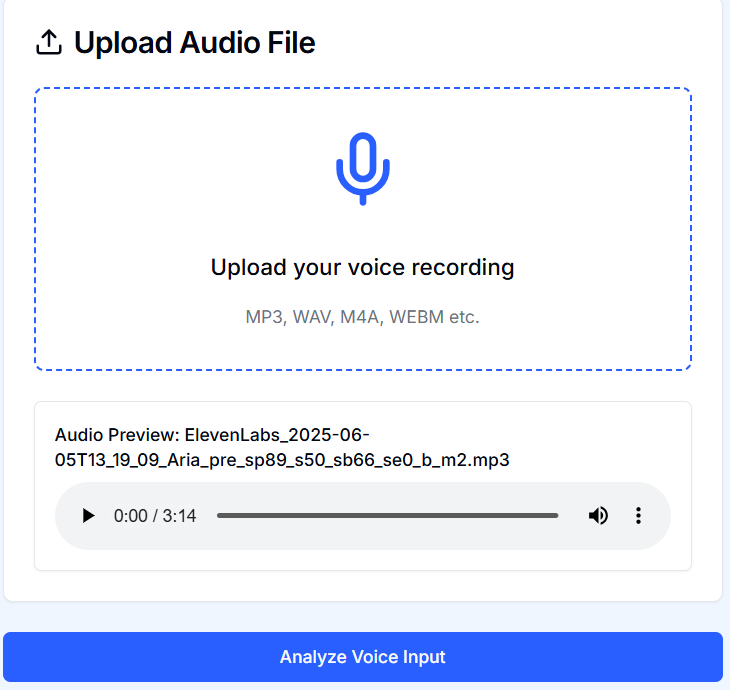 Upload Audio File
Upload your voice recording
MP3, WAV, M4A, WEBM etc.
Audio Preview: ElevenLabs_2025-06-
05T13_19_09_Aria_pre_sp89_s50_sb66_se0_b_m2.mp3
0:00 / 3:14
Analyze Voice Input